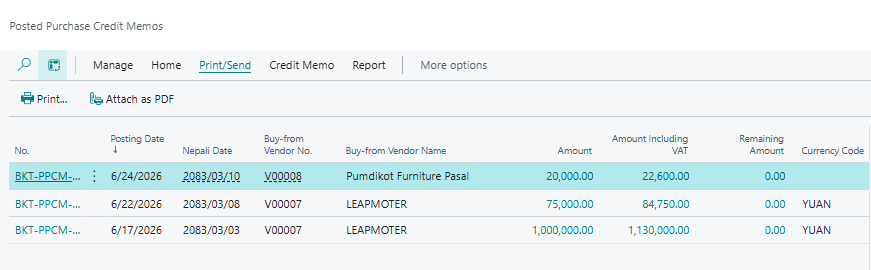 Posted Purchase Credit Memos
Manage Home Print/Send Credit Memo Report More options
Print... Attach as PDF
No. Posting Date ↓ Nepali Date Buy-from Vendor No. Buy-from Vendor Name Amount Amount Including VAT Remaining Amount Currency Code
BKT-PPCM-... 6/24/2026 2083/03/10 V00008 Pumdikot Furniture Pasal 20,000.00 22,600.00 0.00
BKT-PPCM-... 6/22/2026 2083/03/08 V00007 LEAPMOTER 75,000.00 84,750.00 0.00 YUAN
BKT-PPCM-... 6/17/2026 2083/03/03 V00007 LEAPMOTER 1,000,000.00 1,130,000.00 0.00 YUAN